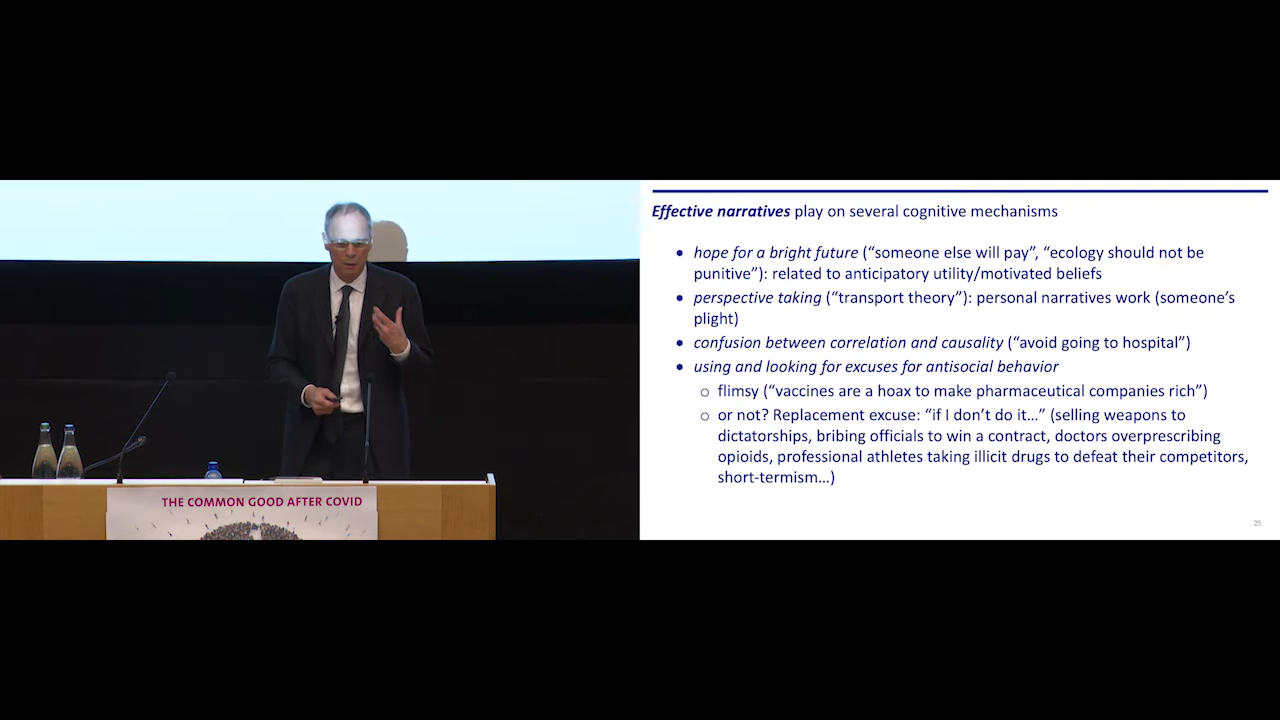 THE COMMON GOOD AFTER COVID
Effective narratives play on several cognitive mechanisms
• hope for a bright future (“someone else will pay”, “ecology should not be
punitive”): related to anticipatory utility/motivated beliefs
• perspective taking (“transport theory”): personal narratives work (someone’s
plight)
• confusion between correlation and causality (“avoid going to hospital”)
• using and looking for excuses for antisocial behavior
o flimsy (“vaccines are a hoax to make pharmaceutical companies rich”)
o or not? Replacement excuse: “if I don’t do it…” (selling weapons to
dictatorships, bribing officials to win a contract, doctors overprescribing
opioids, professional athletes taking illicit drugs to defeat their competitors,
short-termism…)
25